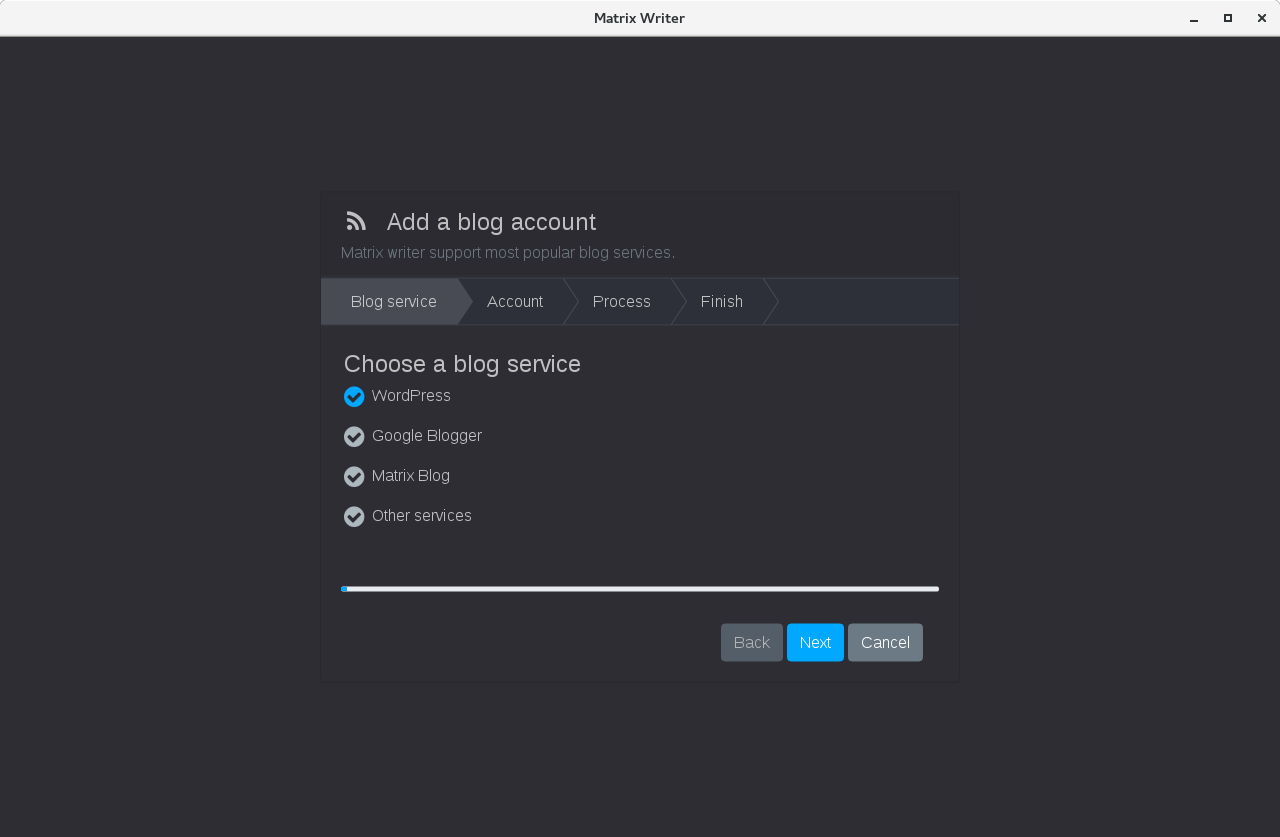 Matrix Writer
Add a blog account
Matrix writer support most popular blog services.
Blog service Account Process Finish
Choose a blog service
WordPress
Google Blogger
Matrix Blog
Other services
Back Next Cancel